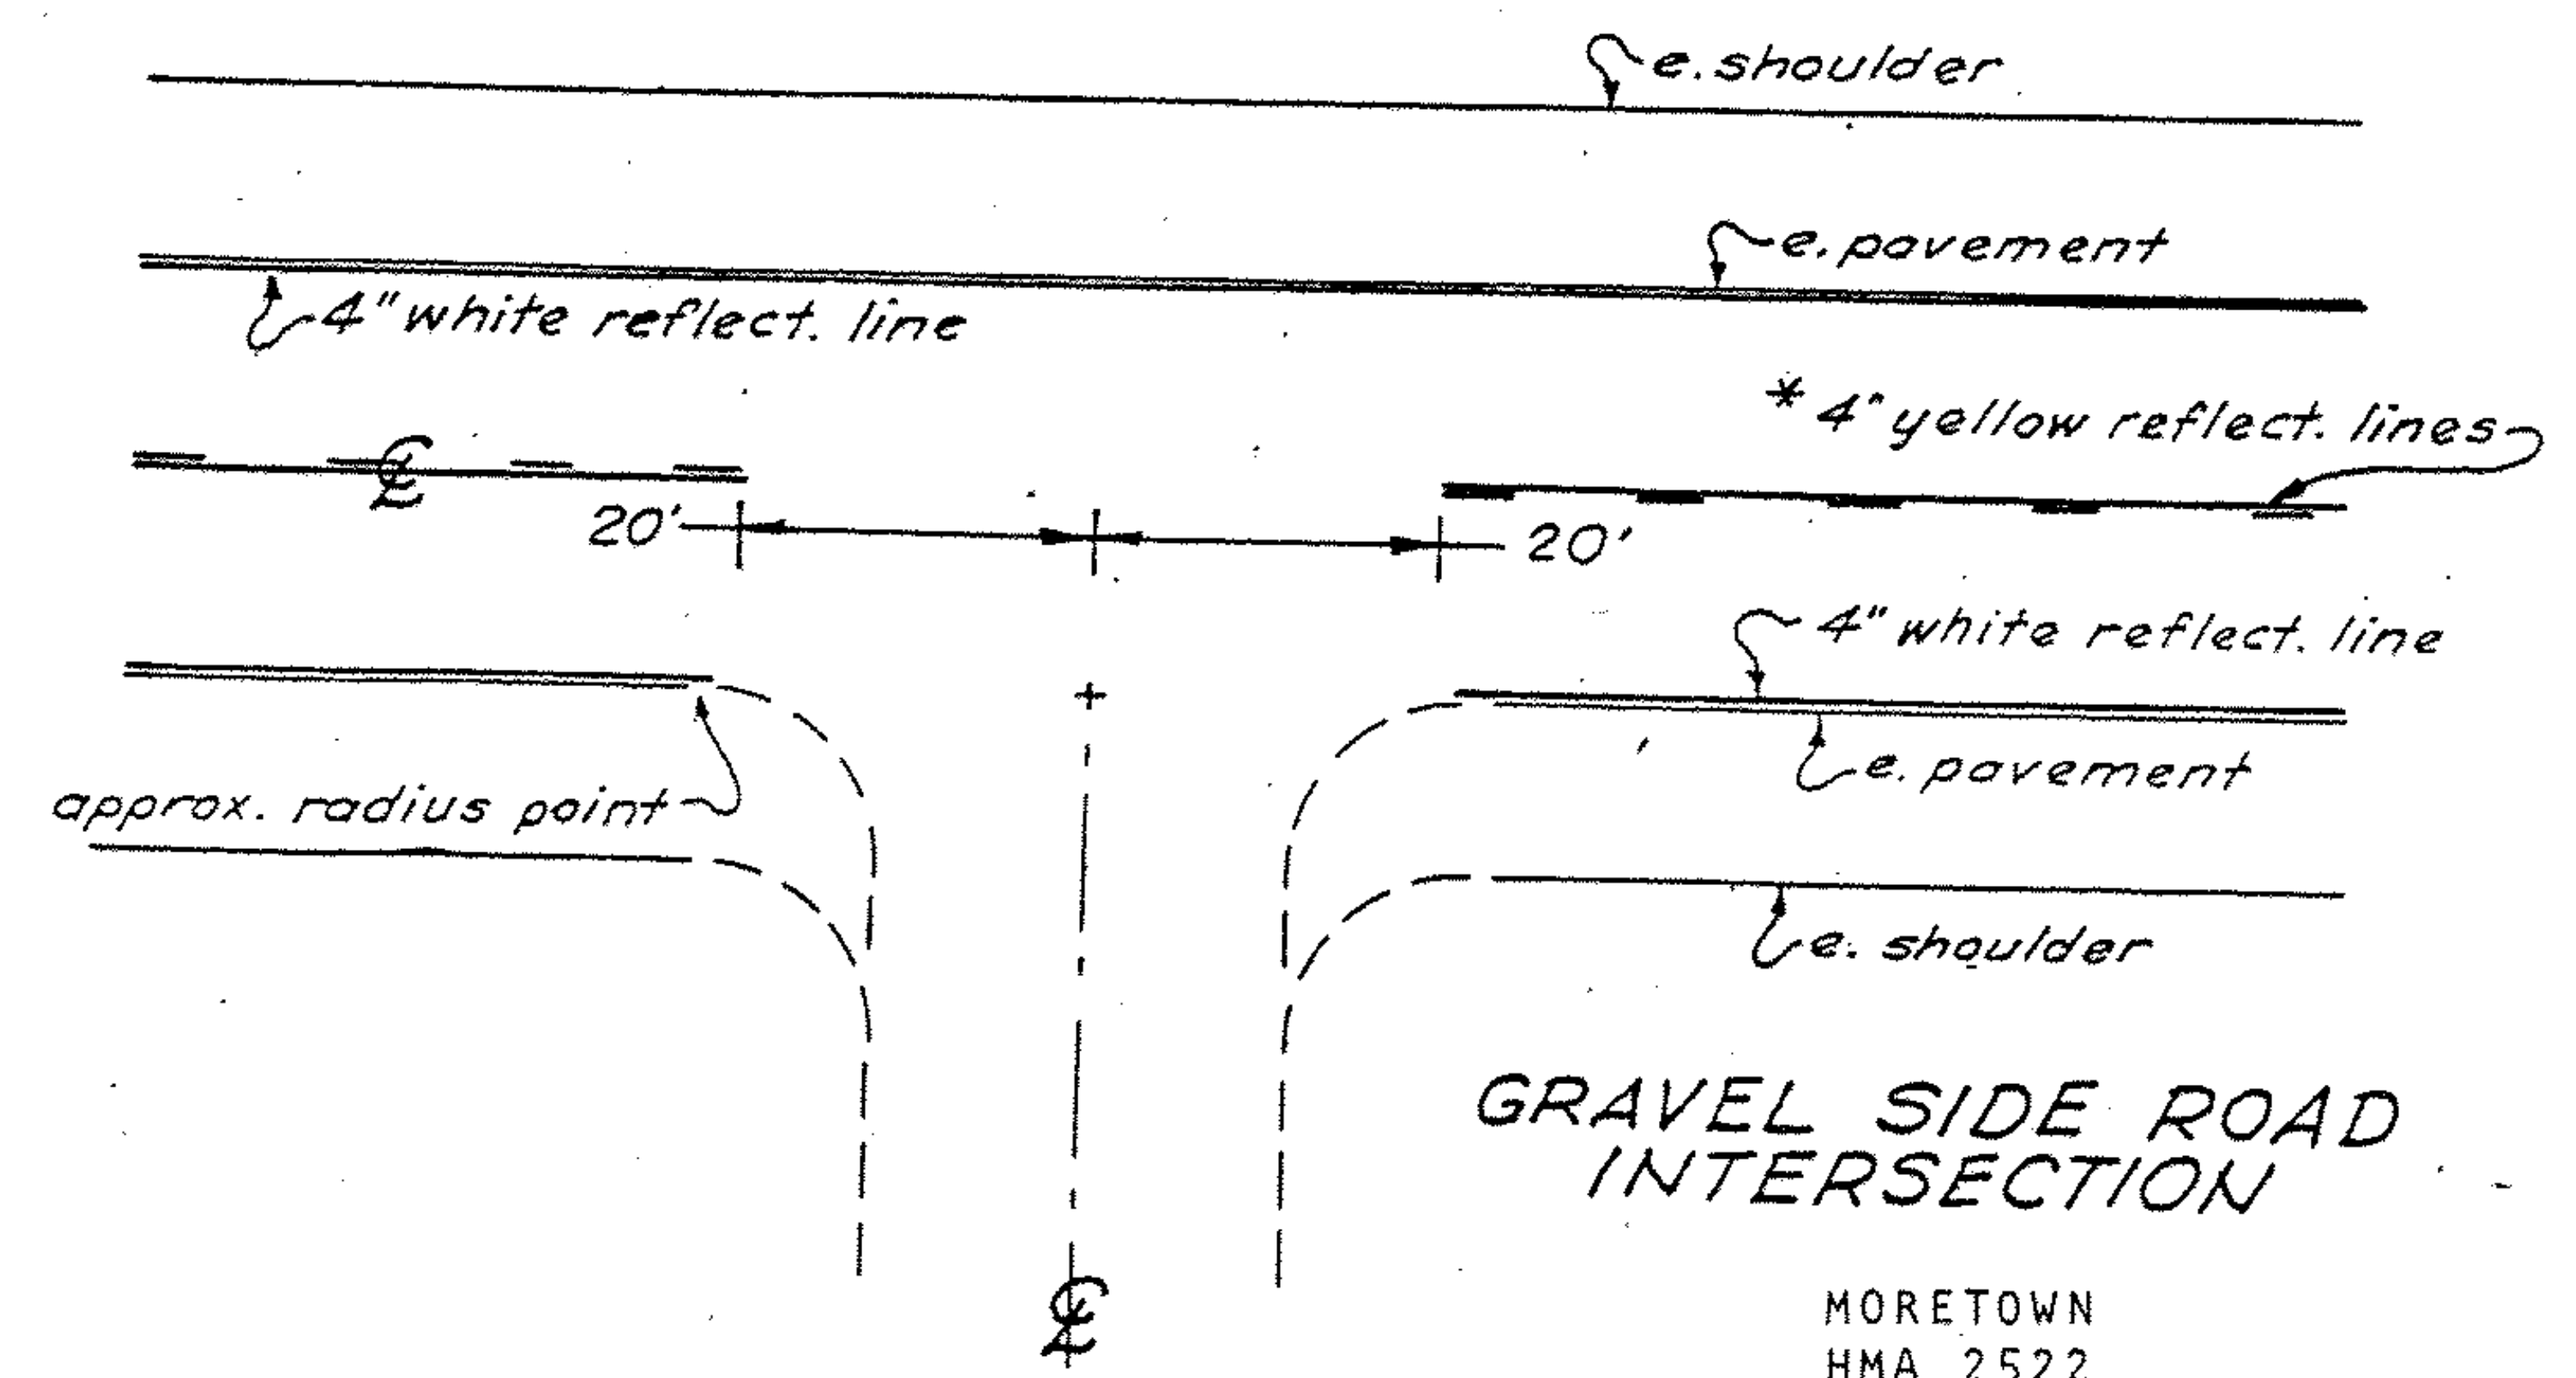 e. shoulder
e. pavement
4" white reflect. line
* 4" yellow reflect. lines
℄
20'
20'
4" white reflect. line
e. pavement
approx. radius point
e. shoulder
GRAVEL SIDE ROAD
INTERSECTION
℄
MORETOWN
HMA 2522